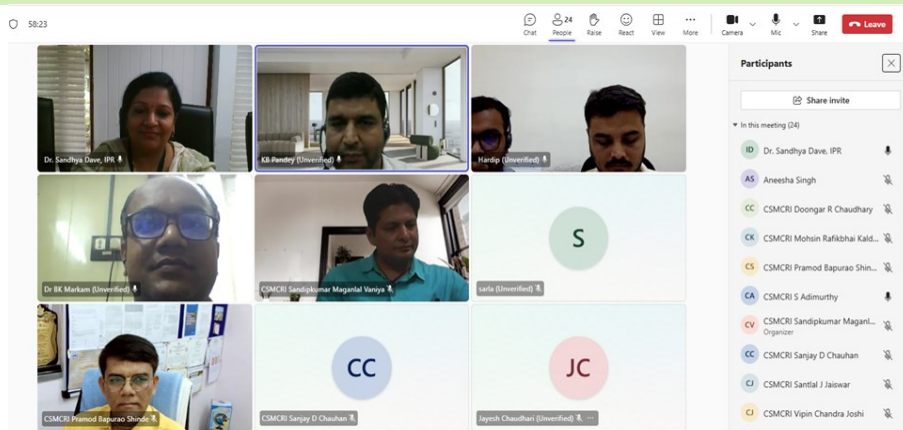 58:23
24
Chat
People
Raise
React
View
More
Camera
Mic
Share
Leave
Dr. Sandhya Dave, IPR
KB Pandey (Unverified)
Hardip (Unverified)
Dr BK Markam (Unverified)
CSMCRI Sandipkumar Maganlal Vaniya
S
sarla (Unverified)
CSMCRI Pramod Bapurao Shinde
CC
CSMCRI Sanjay D Chauhan
JC
Jayesh Chaudhari (Unverified)
Participants
Share invite
In this meeting (24)
ID Dr. Sandhya Dave, IPR
AS Aneesha Singh
CC CSMCRI Doongar R Chaudhary
CK CSMCRI Mohsin Rafikbhai Kald...
CS CSMCRI Pramod Bapurao Shin...
CA CSMCRI S Adimurthy
CV CSMCRI Sandipkumar Maganl...
Organizer
CC CSMCRI Sanjay D Chauhan
CJ CSMCRI Santlal J Jaiswar
CJ CSMCRI Vipin Chandra Joshi